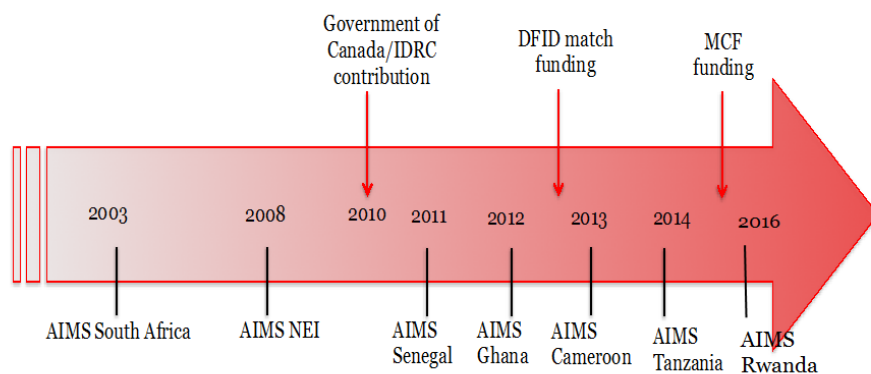 Government of
Canada/IDRC
contribution
DFID match
funding
MCF
funding
2003
2008
2010
2011
2012
2013
2014
2016
AIMS South Africa
AIMS NEI
AIMS
Senegal
AIMS
Ghana
AIMS
Cameroon
AIMS
Tanzania
AIMS
Rwanda